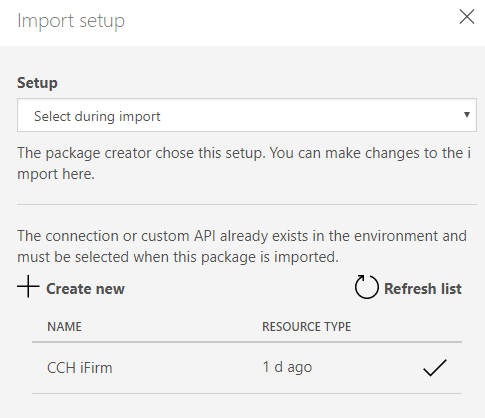 Import setup
Setup
Select during import
The package creator chose this setup. You can make changes to the i
mport here.
The connection or custom API already exists in the environment and
must be selected when this package is imported.
Create new Refresh list
NAME RESOURCE TYPE
CCH iFirm 1 d ago